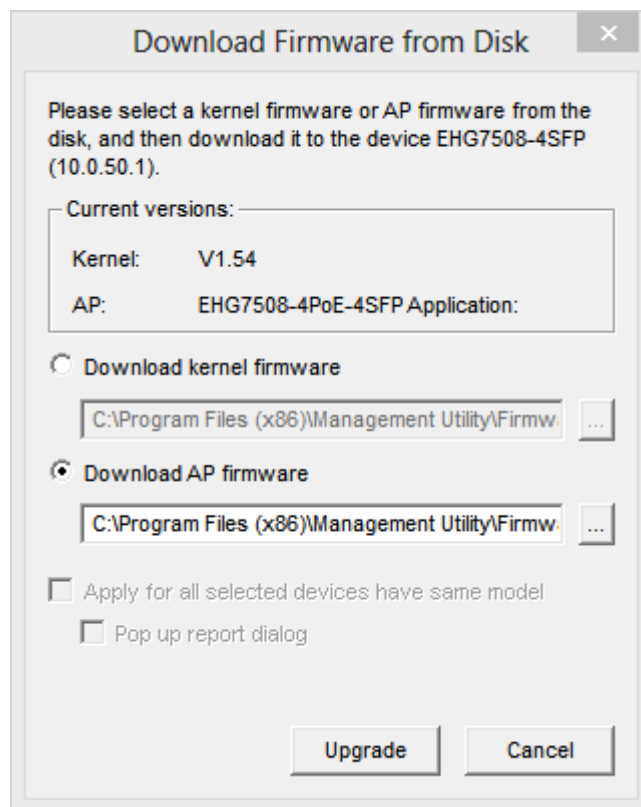 Download Firmware from Disk
Please select a kernel firmware or AP firmware from the
disk, and then download it to the device EHG7508-4SFP
(10.0.50.1).
Current versions:
Kernel: V1.54
AP: EHG7508-4PoE-4SFP Application:
Download kernel firmware
C:\Program Files (x86)\Management Utility\Firmw
...
Download AP firmware
C:\Program Files (x86)\Management Utility\Firmw
...
Apply for all selected devices have same model
Pop up report dialog
Upgrade Cancel